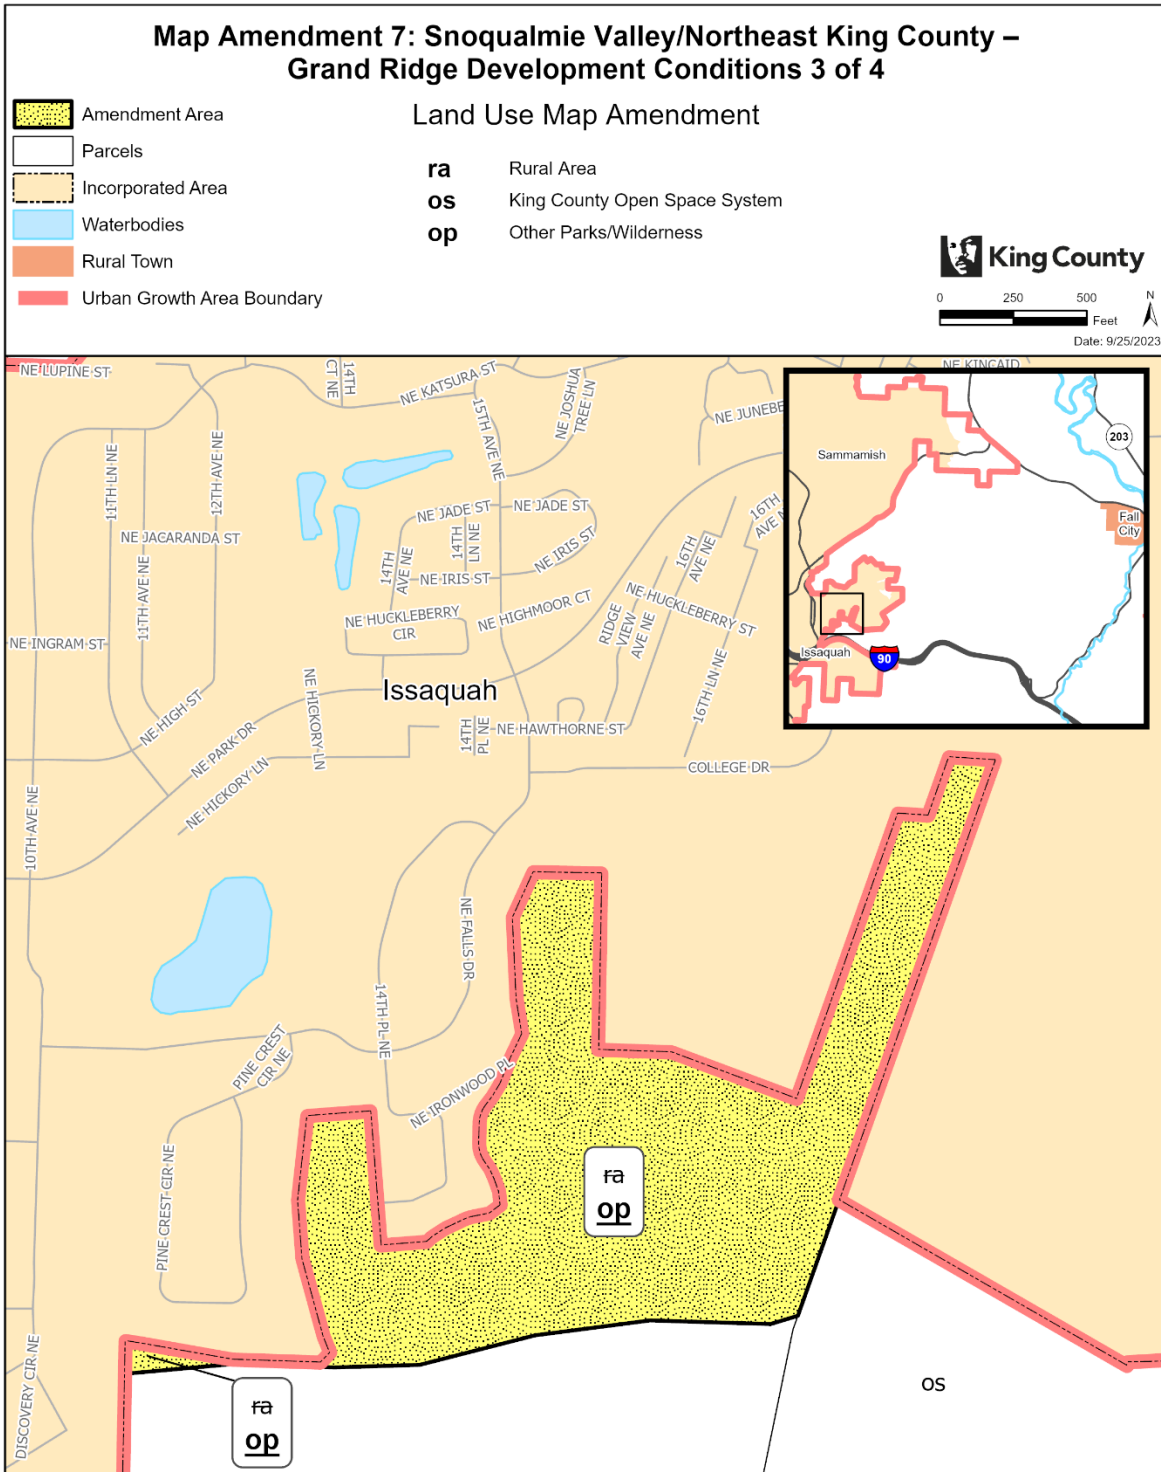 Map Amendment 7: Snoqualmie Valley/Northeast King County –
Grand Ridge Development Conditions 3 of 4
Amendment Area
Parcels
Incorporated Area
Waterbodies
Rural Town
Urban Growth Area Boundary
Land Use Map Amendment
ra Rural Area
os King County Open Space System
op Other Parks/Wilderness
King County
0 250 500
Feet
N
Date: 9/25/2023
NE LUPINE ST
14TH
CT NE
NE KATSURA ST
NE JOSHUA
TREE LN
NE KINCAID
NE JUNEBE
15TH AVE NE
11TH LN NE
12TH AVE NE
NE JACARANDA ST
11TH AVE NE
NE JADE ST
NE JADE ST
14TH
LN NE
14TH
AVE NE
NE IRIS ST
NE IRIS ST
16TH
AVE N
16TH
AVE NE
NE HUCKLEBERRY
CIR
NE HIGHMOOR CT
RIDGE
VIEW
AVE NE
NE HUCKLEBERRY ST
NE INGRAM ST
Issaquah
NE HICKORY LN
NE HIGH ST
NE PARK DR
NE HICKORY LN
14TH
PL NE
NE HAWTHORNE ST
16TH LN NE
COLLEGE DR
10TH AVE NE
NE FALLS DR
14TH PL NE
PINE CREST
CIR NE
NE IRONWOOD PL
PINE CREST CIR NE
DISCOVERY CIR NE
Sammamish
203
Fall
City
Issaquah
90
ra
op
ra
op
os